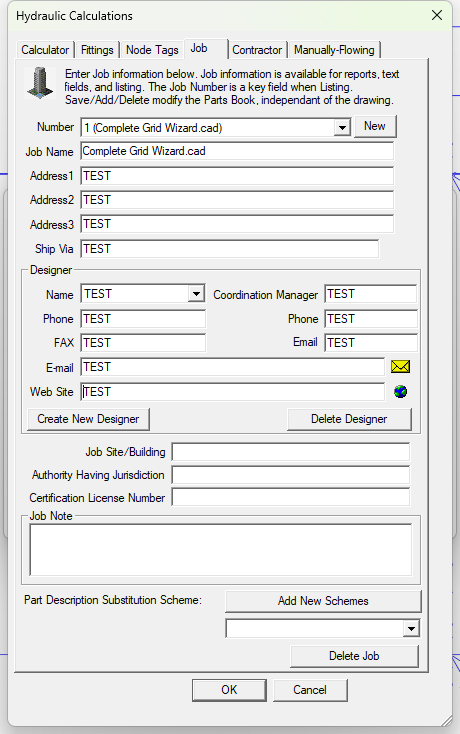 Hydraulic Calculations
Calculator Fittings Node Tags Job Contractor Manually-Flowing
Enter Job information below. Job information is available for reports, text
fields, and listing. The Job Number is a key field when Listing.
Save/Add/Delete modify the Parts Book, independant of the drawing.
Number 1 (Complete Grid Wizard.cad) New
Job Name Complete Grid Wizard.cad
Address1 TEST
Address2 TEST
Address3 TEST
Ship Via TEST
Designer
Name TEST Coordination Manager TEST
Phone TEST Phone TEST
FAX TEST Email TEST
E-mail TEST
Web Site TEST
Create New Designer Delete Designer
Job Site/Building
Authority Having Jurisdiction
Certification License Number
Job Note
Part Description Substitution Scheme: Add New Schemes
Delete Job
OK Cancel